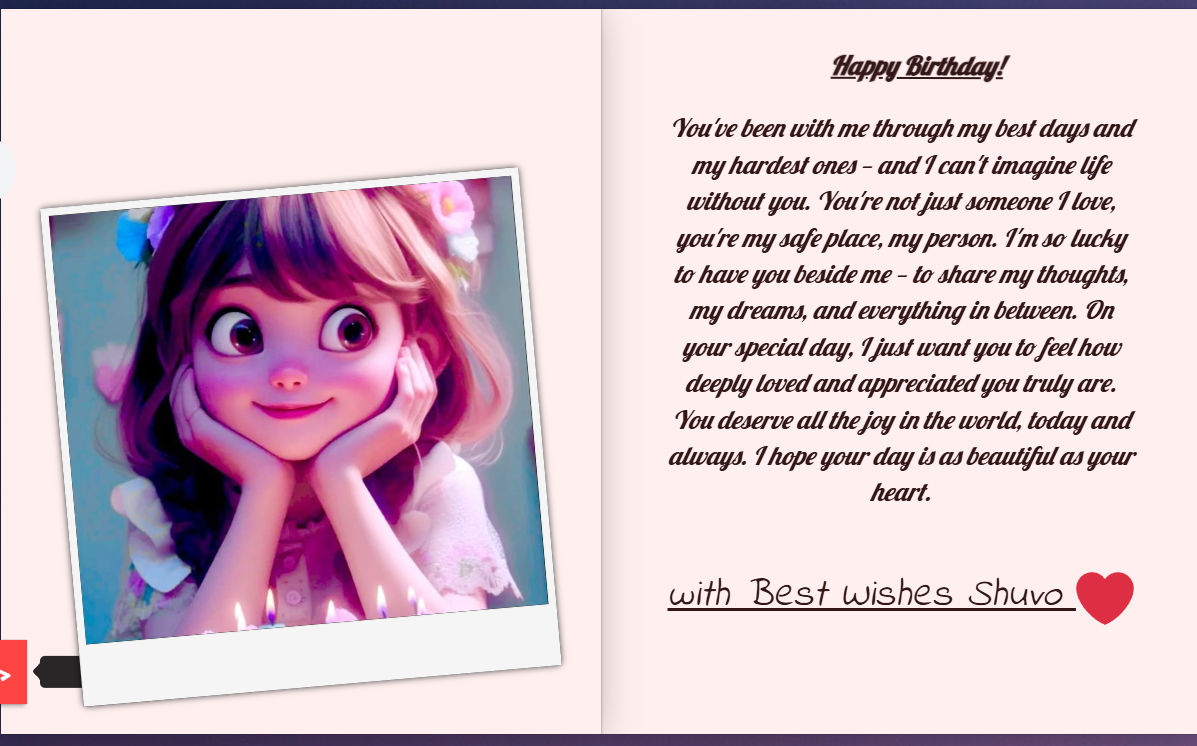 Happy Birthday!
You've been with me through my best days and
my hardest ones – and I can't imagine life
without you. You're not just someone I love,
you're my safe place, my person. I'm so lucky
to have you beside me – to share my thoughts,
my dreams, and everything in between. On
your special day, I just want you to feel how
deeply loved and appreciated you truly are.
You deserve all the joy in the world, today and
always. I hope your day is as beautiful as your
heart.
with Best wishes Shuvo ❤